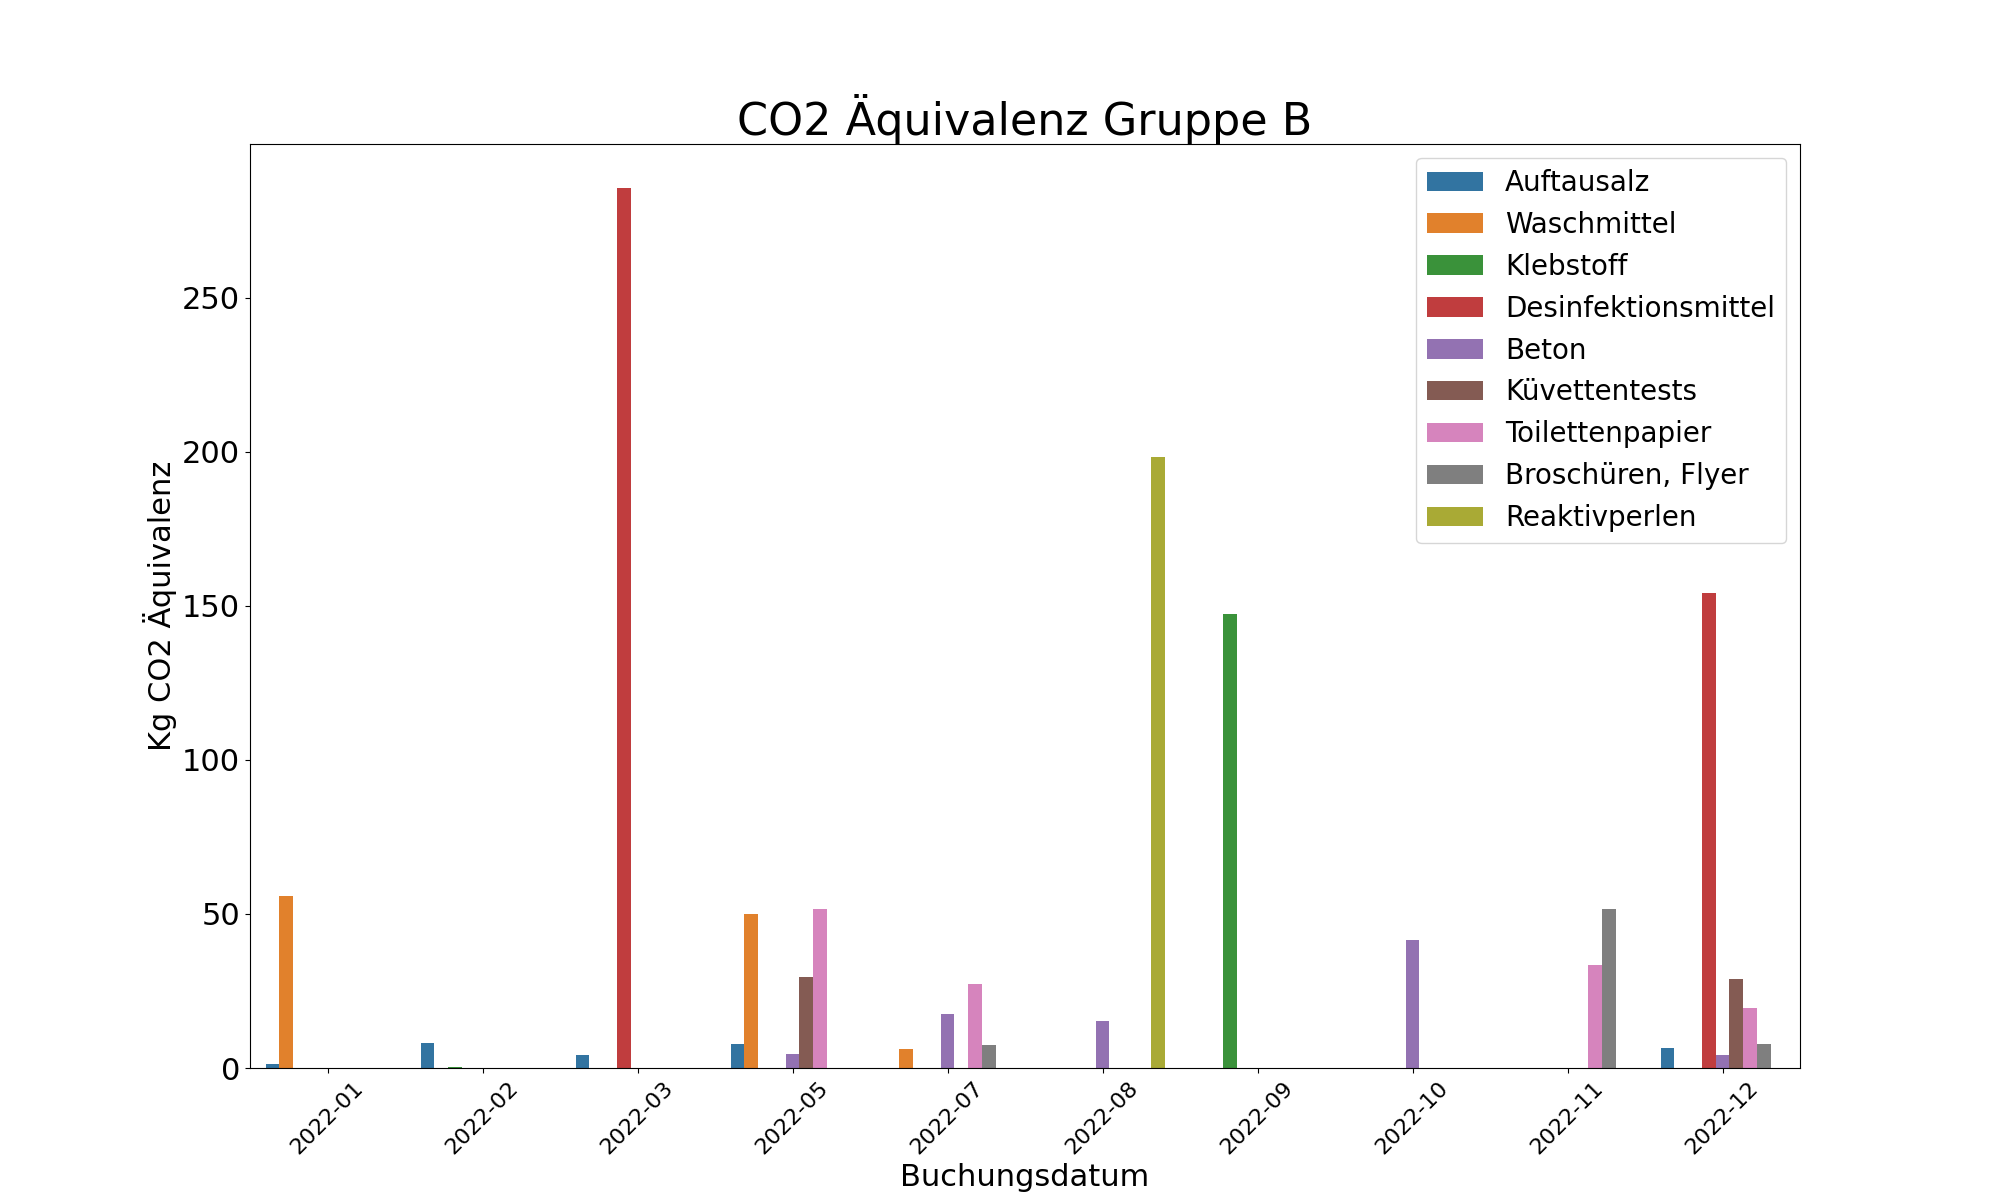 CO2 Äquivalenz Gruppe B
Auftausalz
Waschmittel
Klebstoff
Desinfektionsmittel
Beton
Küvettentests
Toilettenpapier
Broschüren, Flyer
Reaktivperlen
Kg CO2 Äquivalenz
250
200
150
100
50
0
2022-01
2022-02
2022-03
2022-05
2022-07
2022-08
2022-09
2022-10
2022-11
2022-12
Buchungsdatum